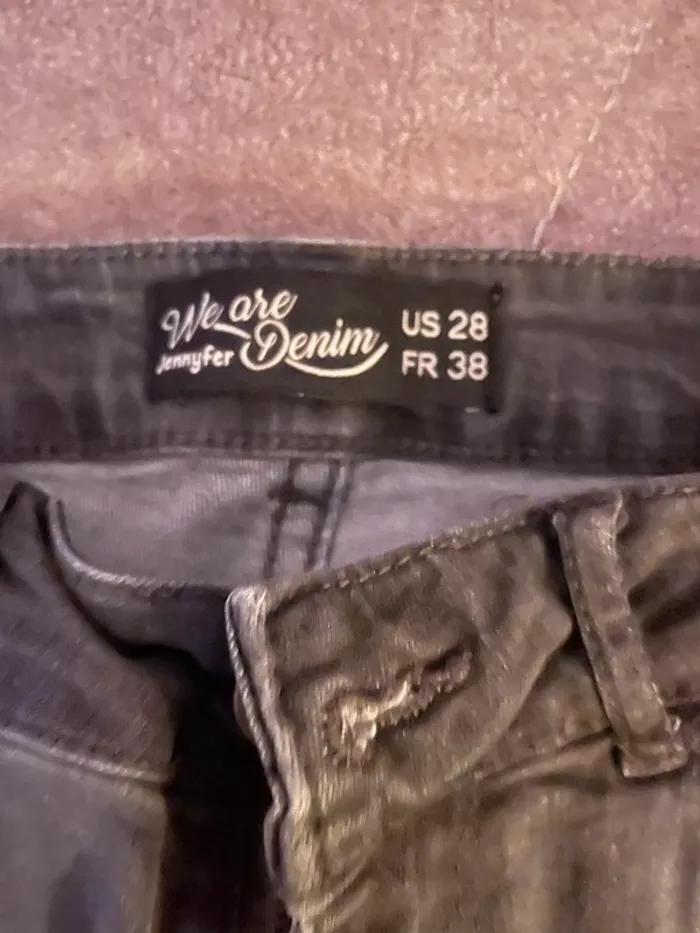 We are
Jennyfer Denim
US 28
FR 38